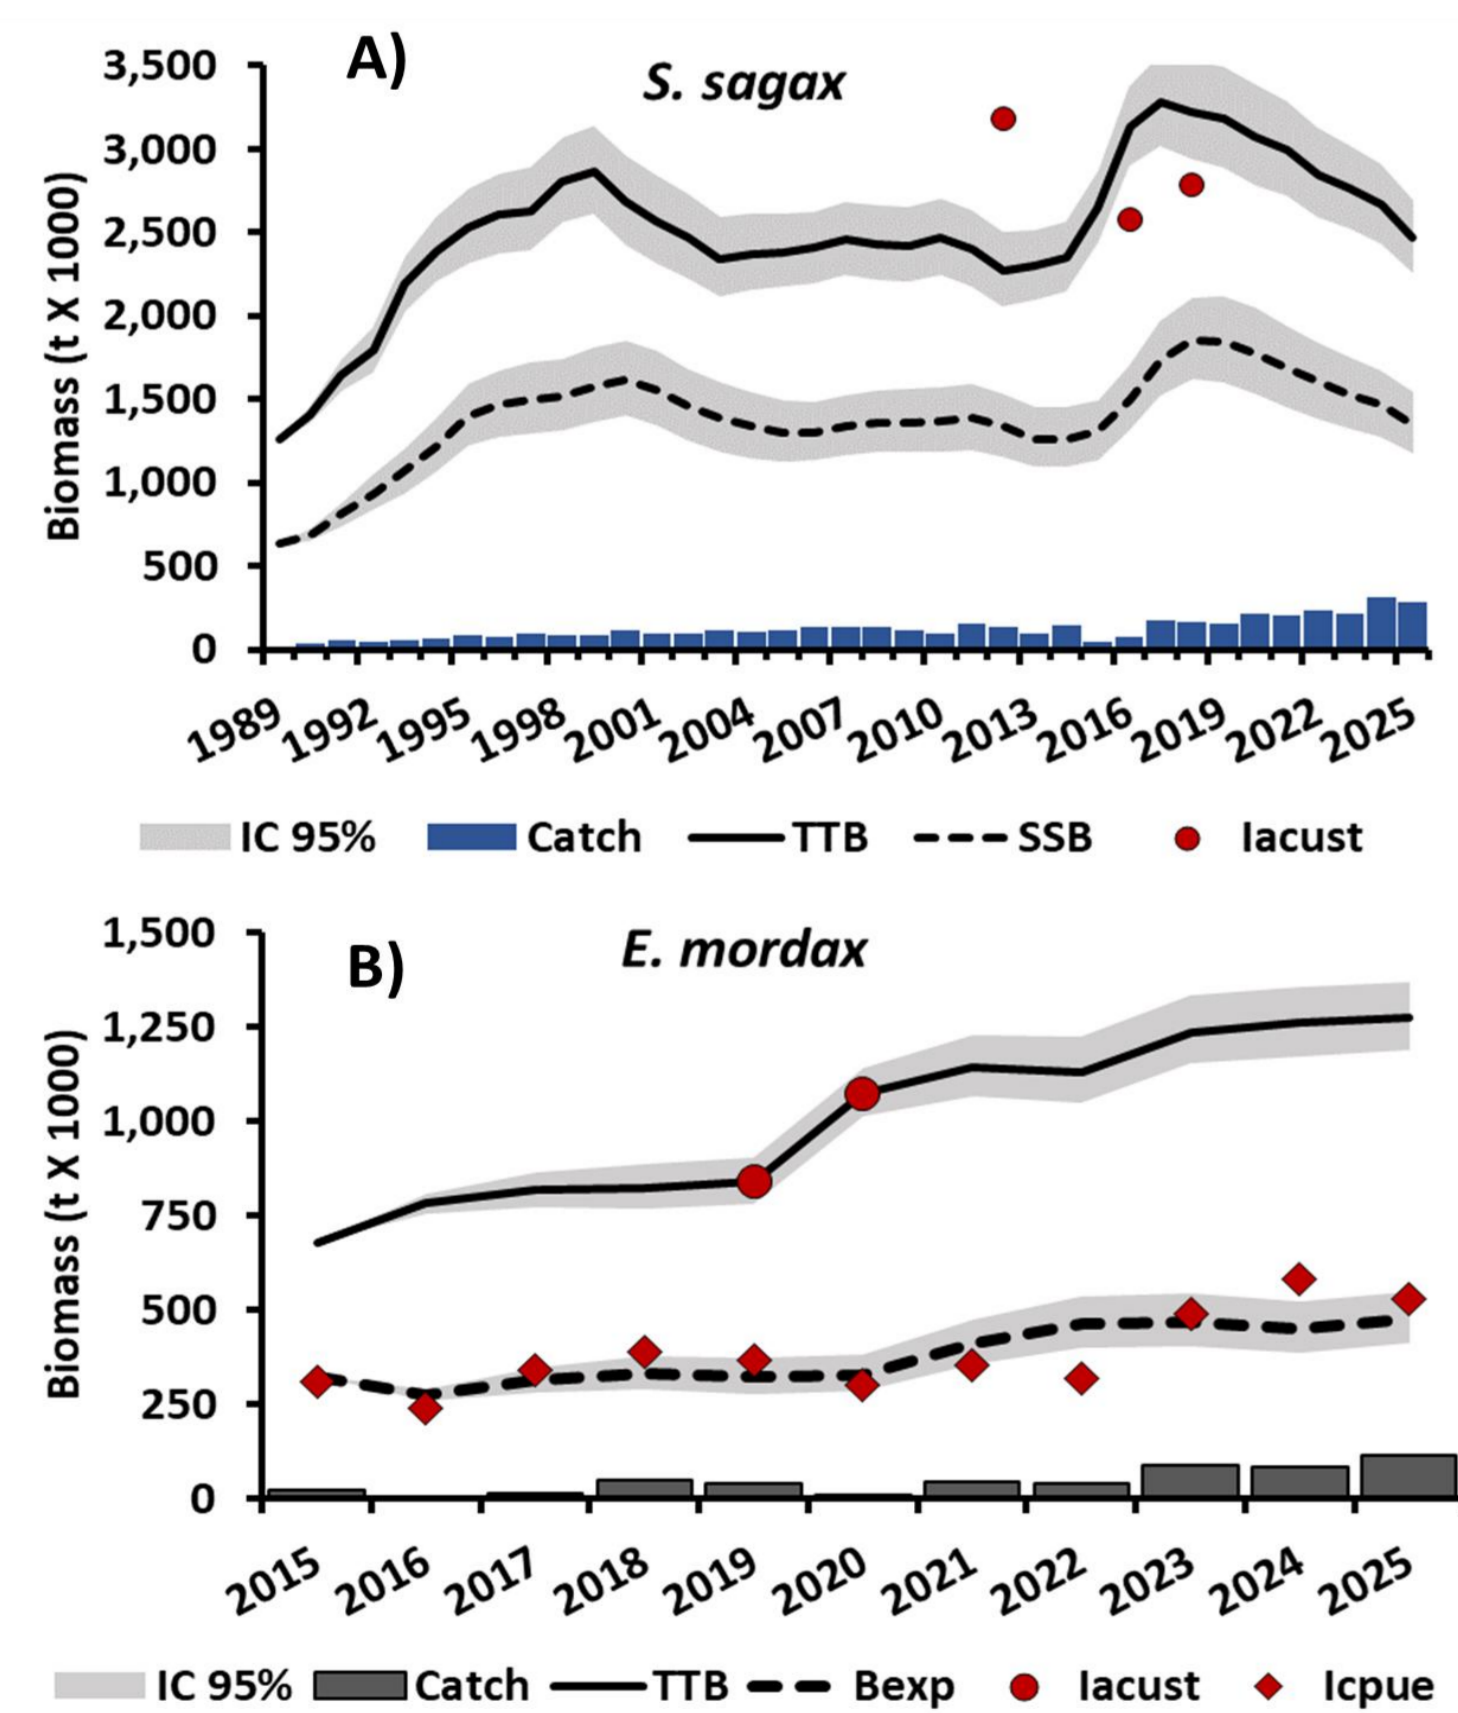 A)
S. sagax
Biomass (t X 1000)
3,500
3,000
2,500
2,000
1,500
1,000
500
0
1989 1992 1995 1998 2001 2004 2007 2010 2013 2016 2019 2022 2025
IC 95% Catch TTB SSB Iacust
B)
E. mordax
Biomass (t X 1000)
1,500
1,250
1,000
750
500
250
0
2015 2016 2017 2018 2019 2020 2021 2022 2023 2024 2025
IC 95% Catch TTB Bexp Iacust Icpue